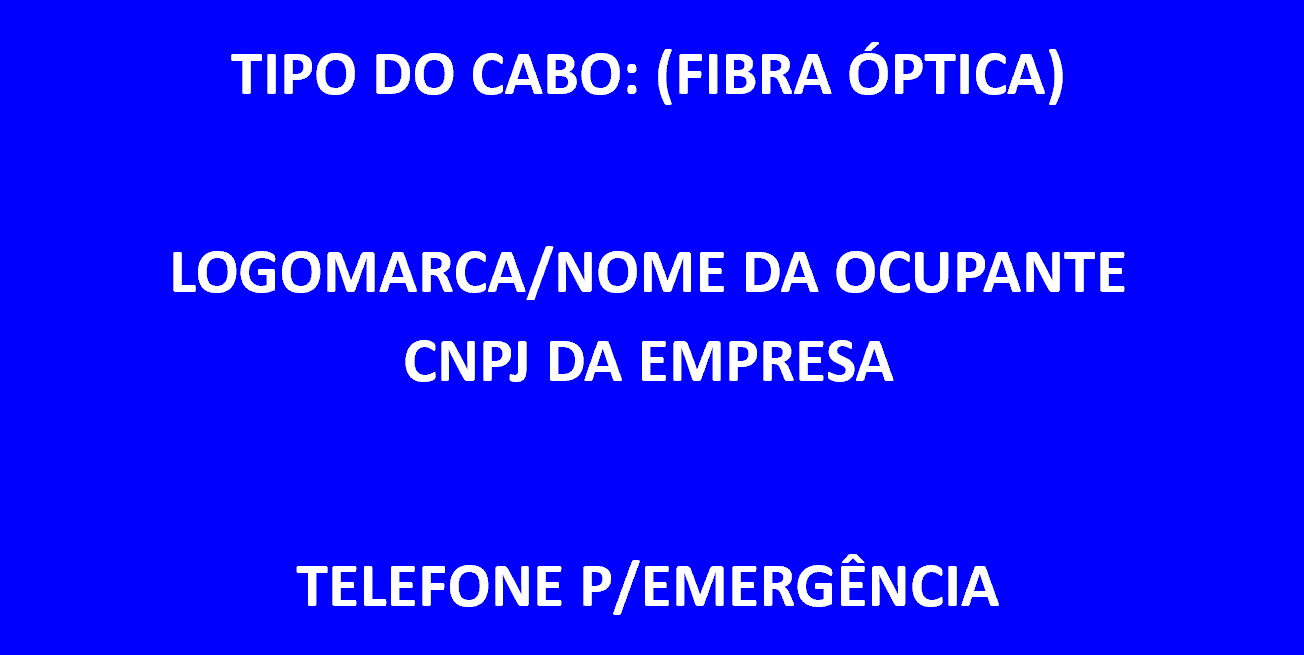 TIPO DO CABO: (FIBRA ÓPTICA)
LOGOMARCA/NOME DA OCUPANTE
CNPJ DA EMPRESA
TELEFONE P/EMERGÊNCIA